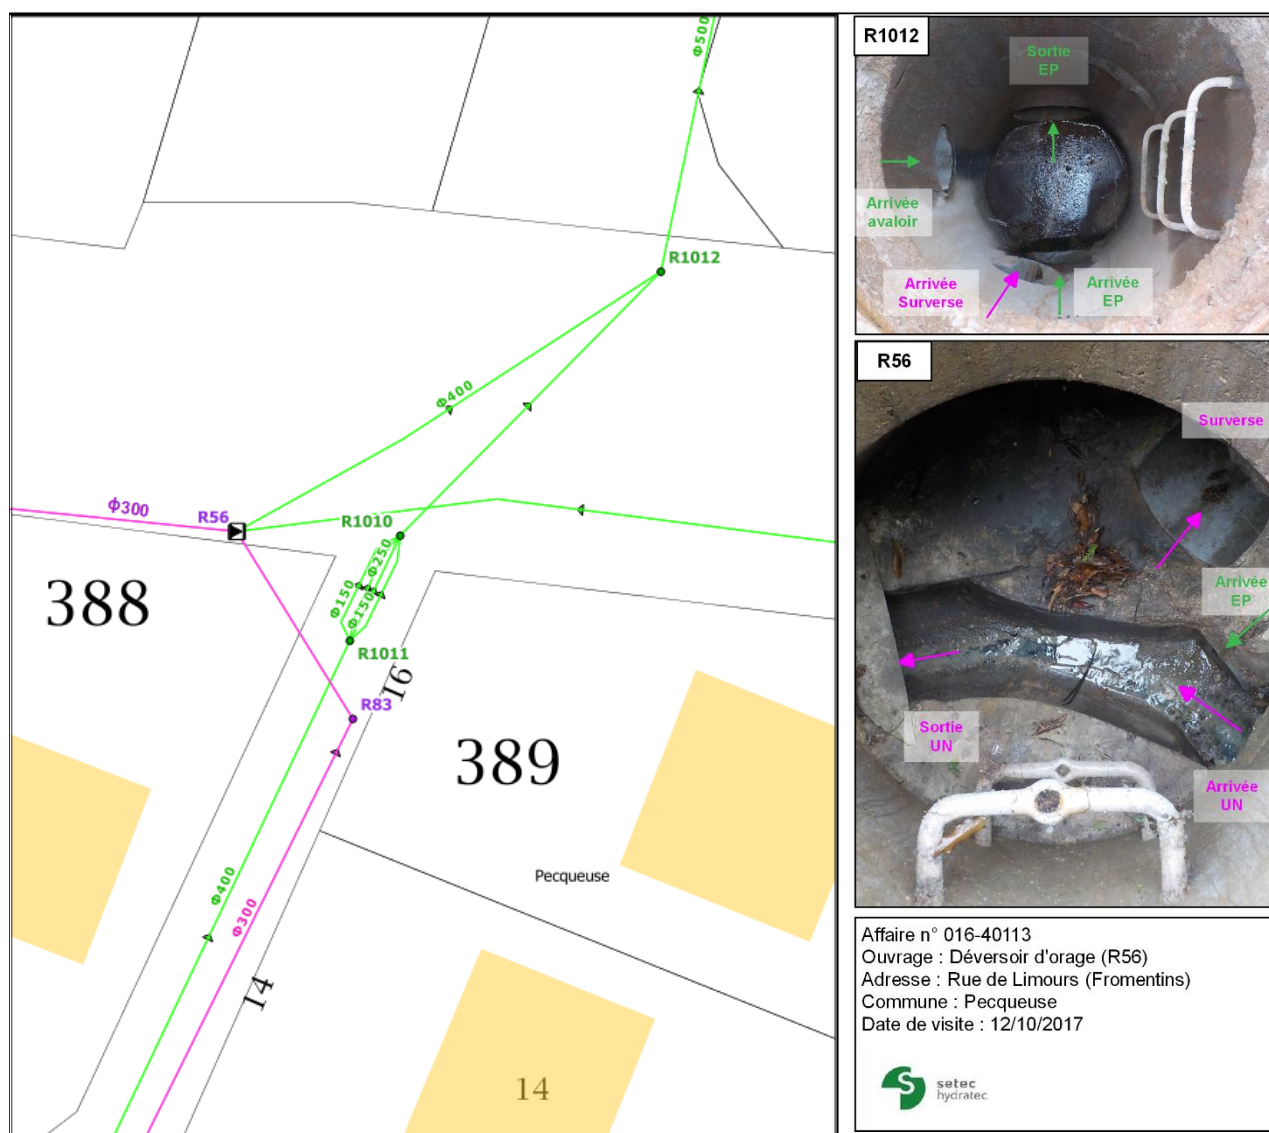 Φ500
R1012
Φ400
ϕ300
R56
R1010
Φ250
Φ150
Φ150
R1011
388
16
R83
389
Φ400
Φ300
Pecqueuse
14
14
R1012
Sortie
EP
Arrivée
avaloir
Arrivée
Surverse
Arrivée
EP
R56
Surverse
Arrivée
EP
Sortie
UN
Arrivée
UN
Affaire n° 016-40113
Ouvrage : Déversoir d'orage (R56)
Adresse : Rue de Limours (Fromentins)
Commune : Pecqueuse
Date de visite : 12/10/2017
S
setec
hydratec